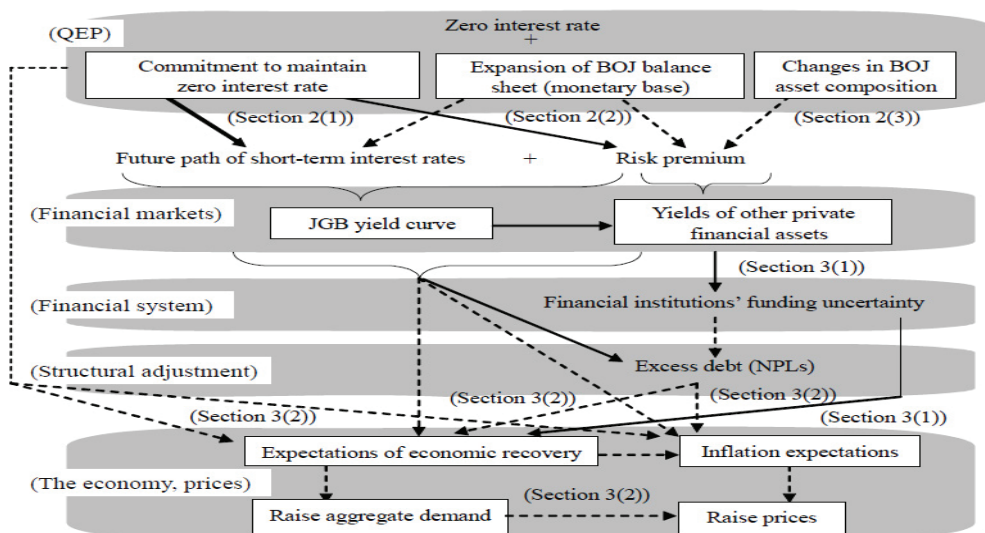 Zero interest rate
(QEP)
+
Commitment to maintain
zero interest rate
Expansion of BOJ balance
sheet (monetary base)
Changes in BOJ
asset composition
(Section 2(1))
(Section 2(2))
(Section 2(3))
Future path of short-term interest rates
+
Risk premium
(Financial markets)
JGB yield curve
Yields of other private
financial assets
(Section 3(1))
(Financial system)
Financial institutions’ funding uncertainty
(Structural adjustment)
Excess debt (NPLs)
(Section 3(2))
(Section 3(2))
(Section 3(2))
(Section 3(1))
Expectations of economic recovery
Inflation expectations
(The economy, prices)
(Section 3(2))
Raise aggregate demand
Raise prices